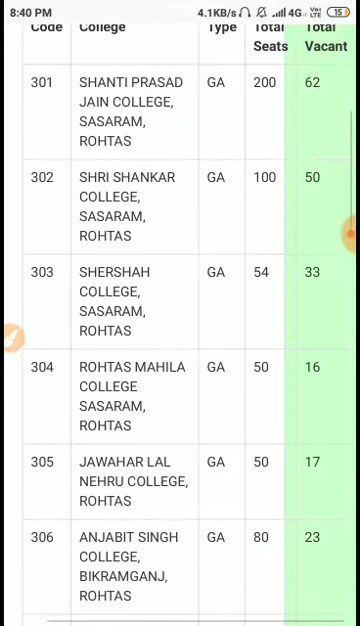 8:40 PM 4.1KB/s 4G Vo LTE 15
Code College Type Total Total
Seats Vacant
301 SHANTI PRASAD GA 200 62
JAIN COLLEGE,
SASARAM,
ROHTAS
302 SHRI SHANKAR GA 100 50
COLLEGE,
SASARAM,
ROHTAS
303 SHERSHAH GA 54 33
COLLEGE,
SASARAM,
ROHTAS
304 ROHTAS MAHILA GA 50 16
COLLEGE
SASARAM,
ROHTAS
305 JAWAHAR LAL GA 50 17
NEHRU COLLEGE,
ROHTAS
306 ANJABIT SINGH GA 80 23
COLLEGE,
BIKRAMGANJ,
ROHTAS